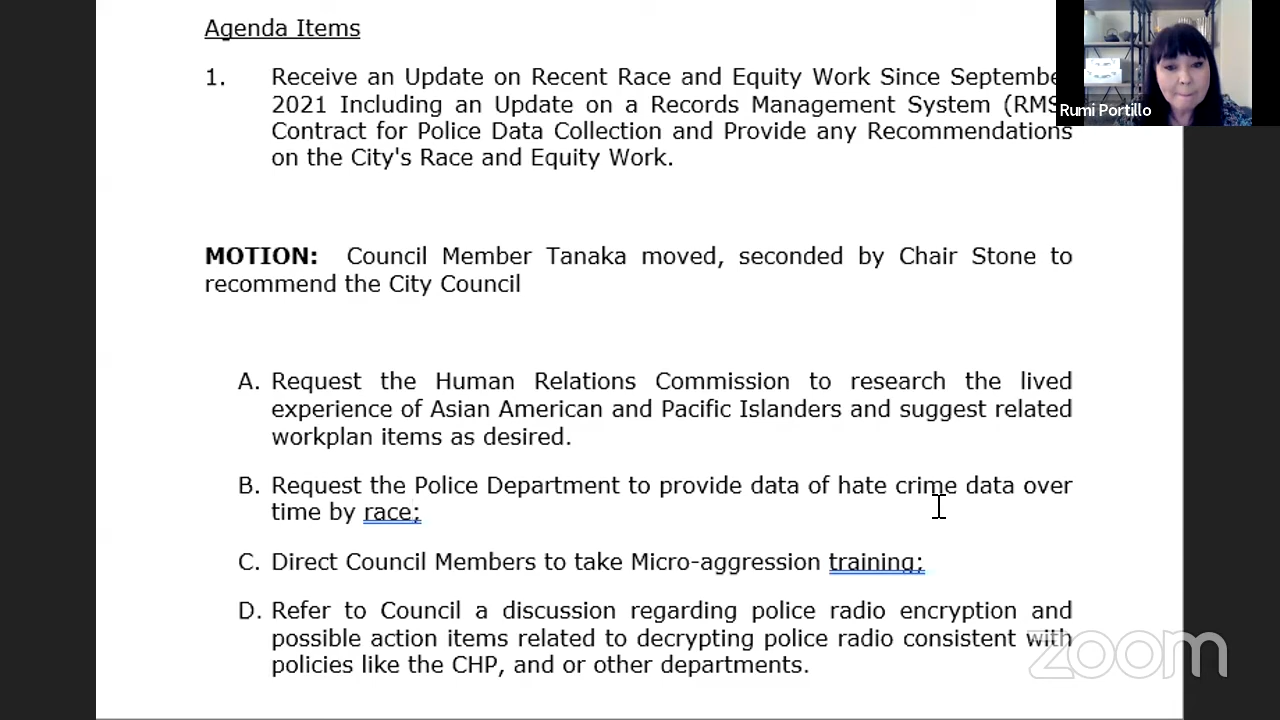 Agenda Items
1. Receive an Update on Recent Race and Equity Work Since Septembe
2021 Including an Update on a Records Management System (RMS
Contract for Police Data Collection and Provide any Recommendations
on the City's Race and Equity Work.
Rumi Portillo
MOTION: Council Member Tanaka moved, seconded by Chair Stone to
recommend the City Council
A. Request the Human Relations Commission to research the lived
experience of Asian American and Pacific Islanders and suggest related
workplan items as desired.
B. Request the Police Department to provide data of hate crime data over
time by race;
C. Direct Council Members to take Micro-aggression training;
D. Refer to Council a discussion regarding police radio encryption and
possible action items related to decrypting police radio consistent with
policies like the CHP, and or other departments.
zoom